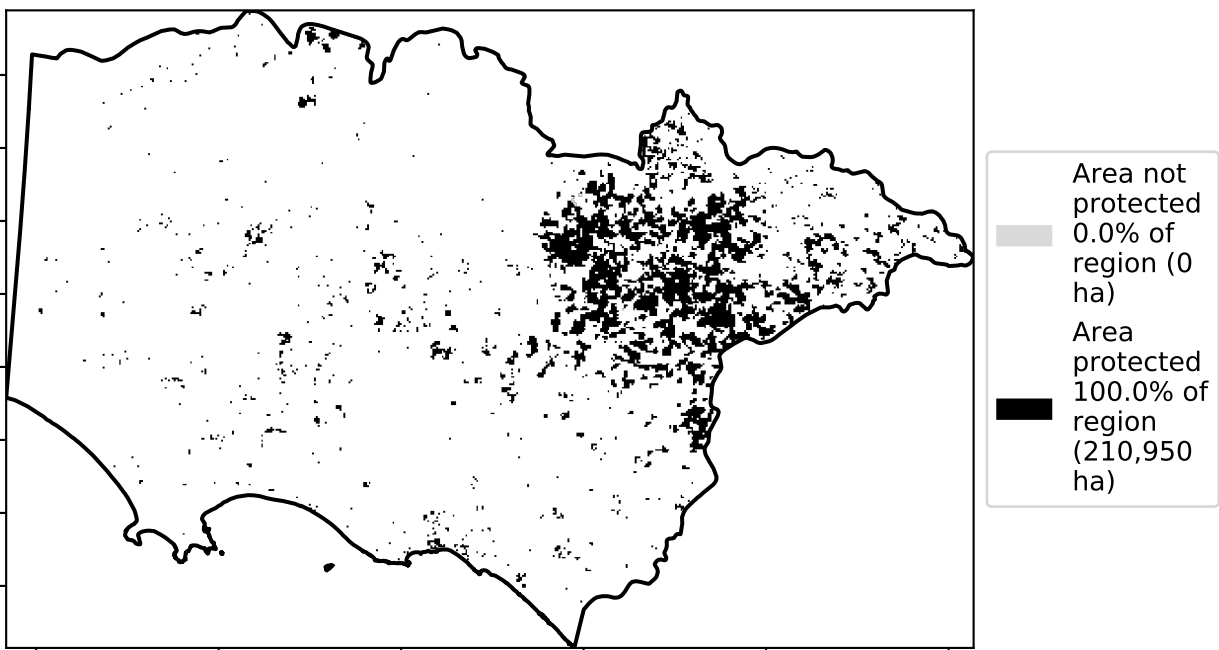 Area not
protected
0.0% of
region (0
ha)
Area
protected
100.0% of
region
(210,950
ha)